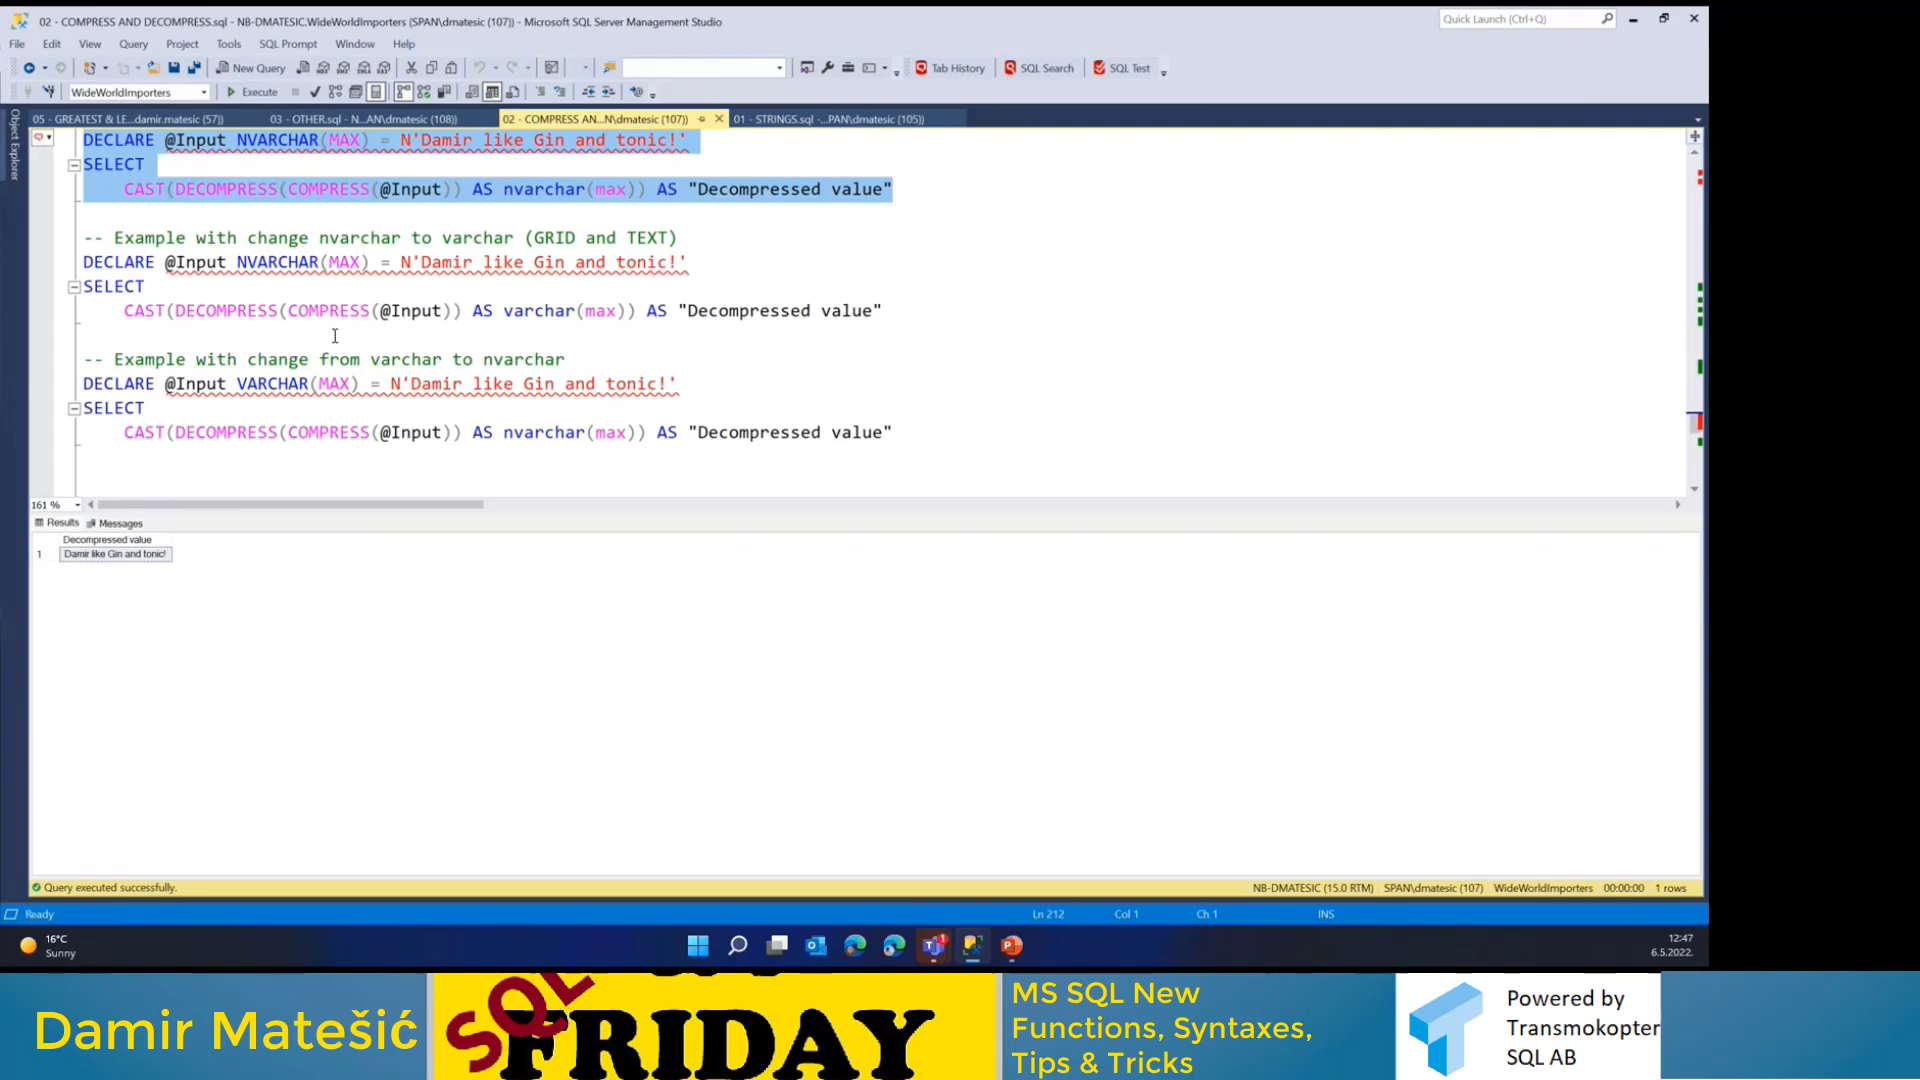 02 - COMPRESS AND DECOMPRESS.sql - NB-DMATESIC.WideWorldImporters (SPAN\dmatesic (107)) - Microsoft SQL Server Management Studio
Quick Launch (Ctrl+Q)
File Edit View Query Project Tools SQL Prompt Window Help
New Query
Tab History SQL Search SQL Test
WideWorldImporters Execute
05 - GREATEST & LE...damir.matesic (57)) 03 - OTHER.sql - N...AN\dmatesic (108)) 02 - COMPRESS AN...N\dmatesic (107)) 01 - STRINGS.sql -...PAN\dmatesic (105))
Object Explorer
DECLARE @Input NVARCHAR(MAX) = N'Damir like Gin and tonic!'
SELECT
CAST(DECOMPRESS(COMPRESS(@Input)) AS nvarchar(max)) AS "Decompressed value"
-- Example with change nvarchar to varchar (GRID and TEXT)
DECLARE @Input NVARCHAR(MAX) = N'Damir like Gin and tonic!'
SELECT
CAST(DECOMPRESS(COMPRESS(@Input)) AS varchar(max)) AS "Decompressed value"
-- Example with change from varchar to nvarchar
DECLARE @Input VARCHAR(MAX) = N'Damir like Gin and tonic!'
SELECT
CAST(DECOMPRESS(COMPRESS(@Input)) AS nvarchar(max)) AS "Decompressed value"
161 %
Results Messages
Decompressed value
1 Damir like Gin and tonic!
Query executed successfully. NB-DMATESIC (15.0 RTM) SPAN\dmatesic (107) WideWorldImporters 00:00:00 1 rows
Ready Ln 212 Col 1 Ch 1 INS
16°C
Sunny
12:47
6.5.2022.
Damir Matešić
SQL
FRIDAY
MS SQL New
Functions, Syntaxes,
Tips & Tricks
Powered by
Transmokopter
SQL AB